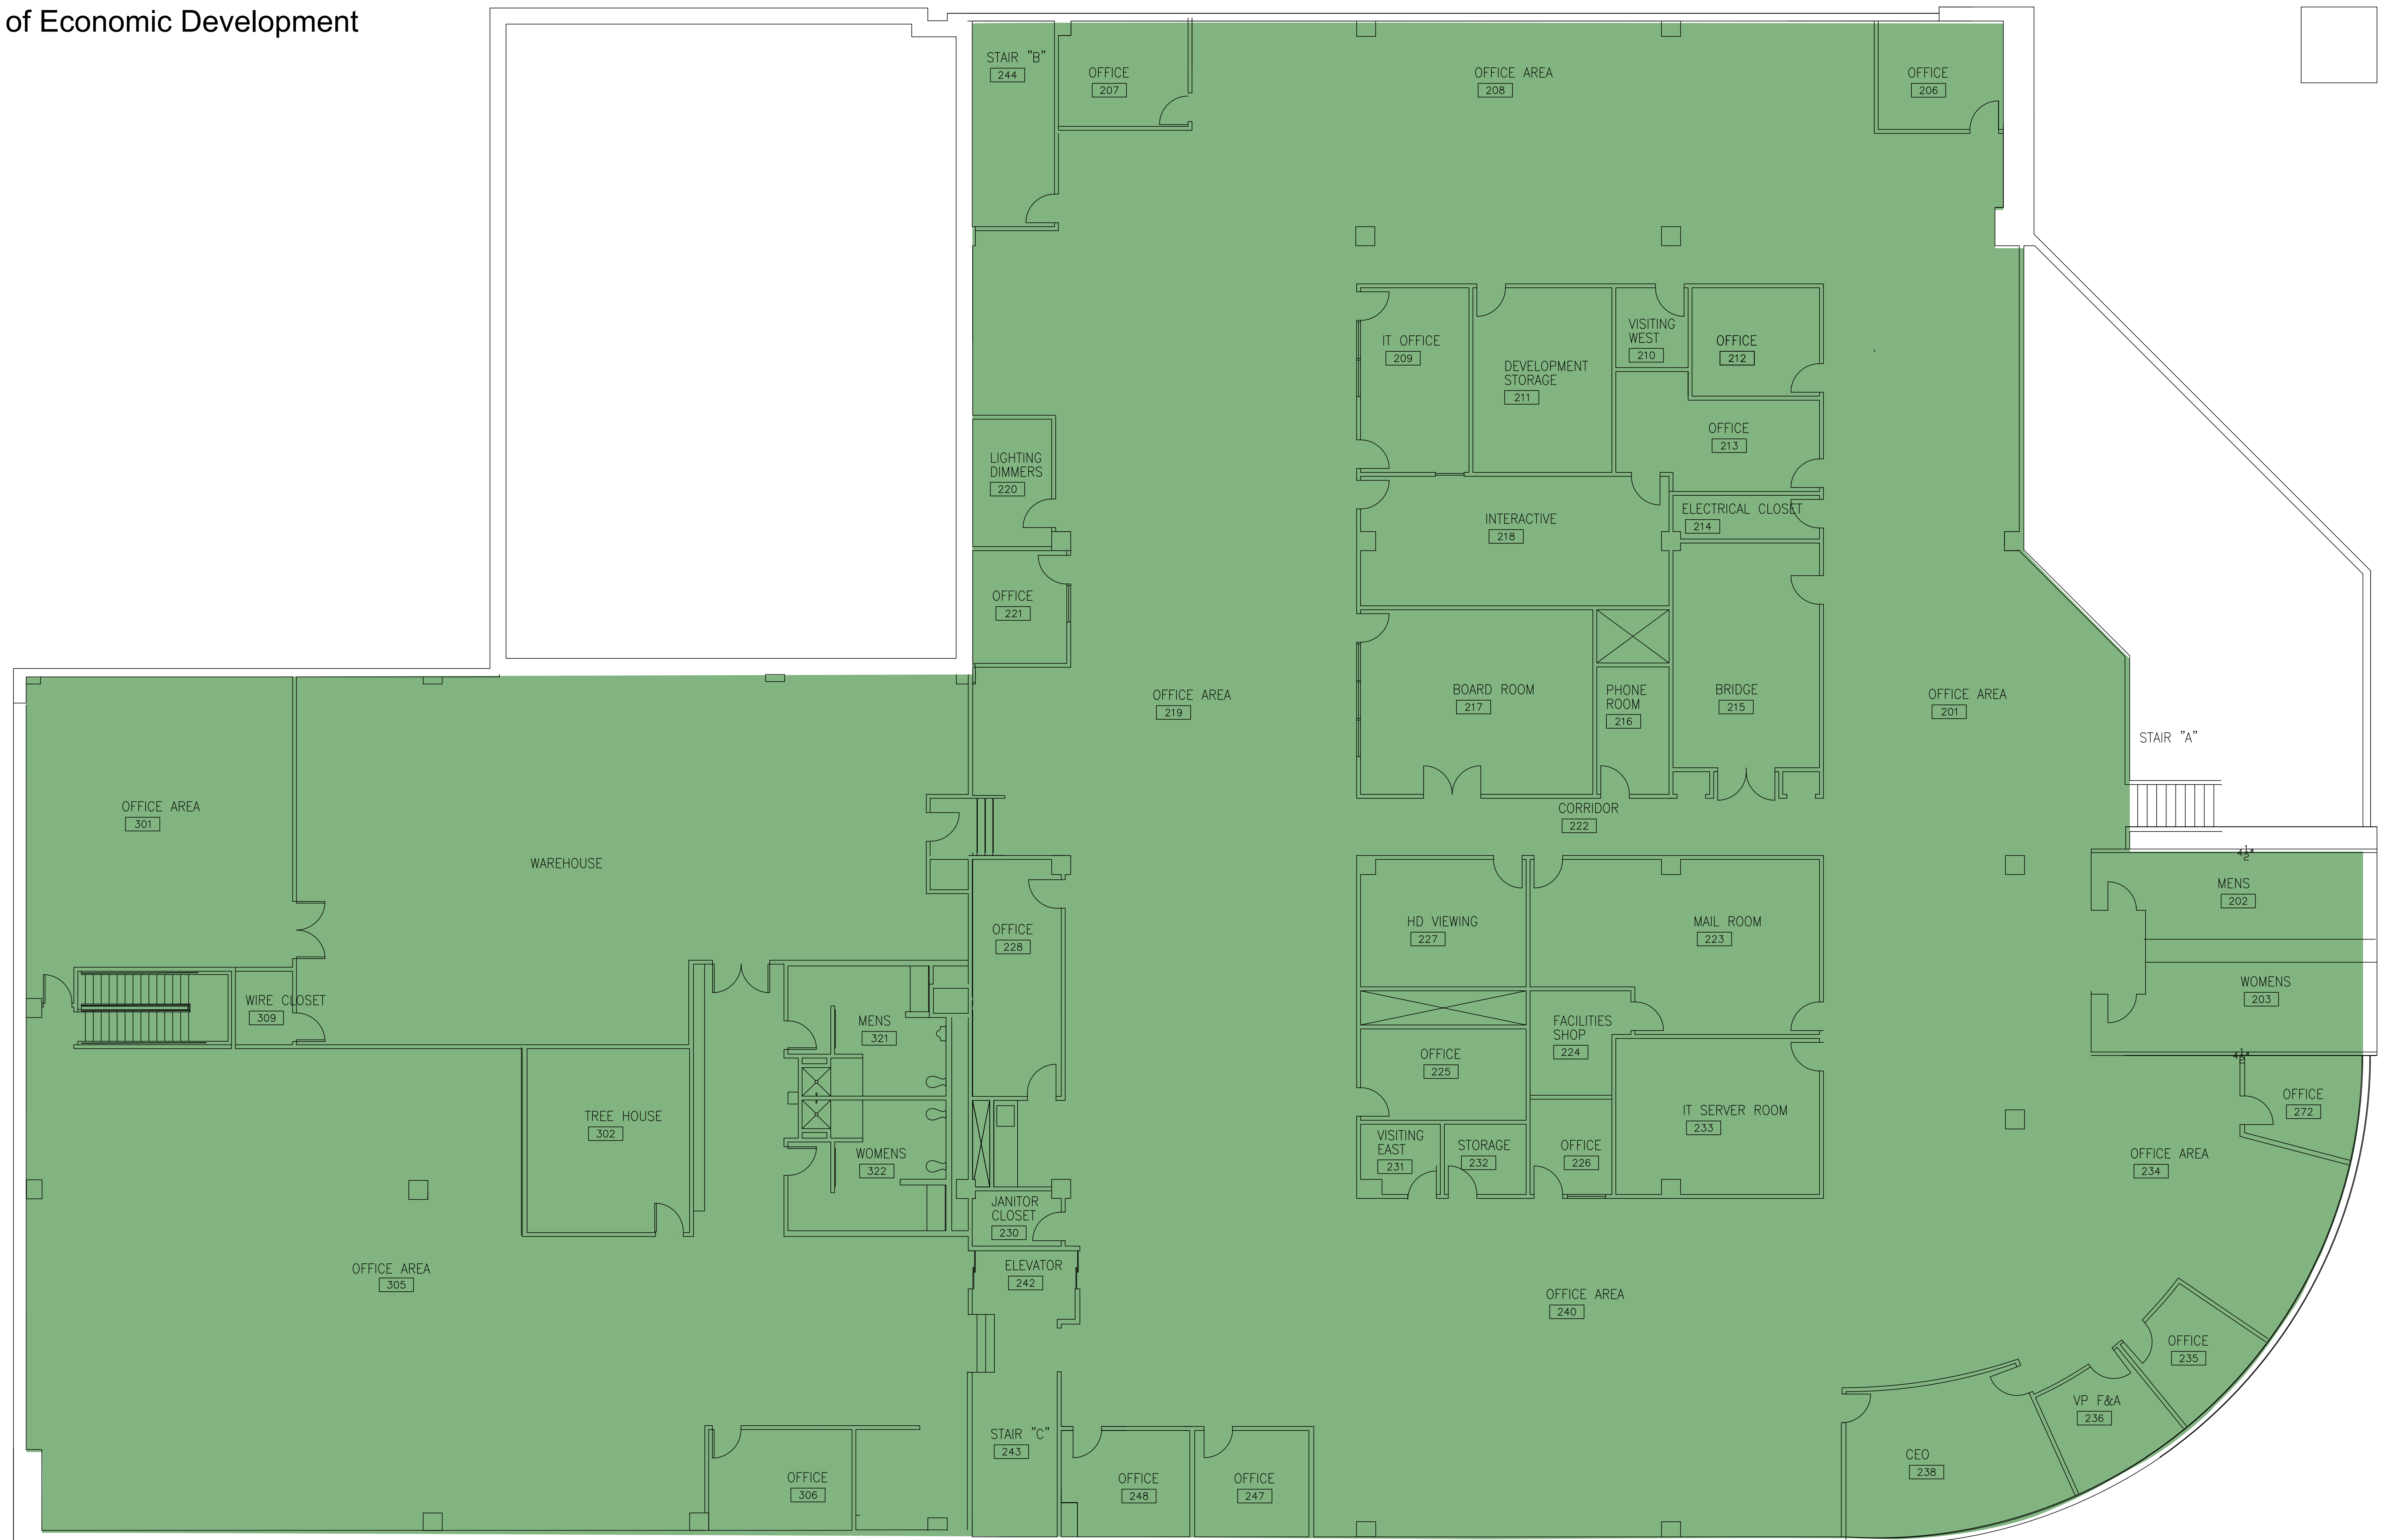 of Economic Development
STAIR "B"
244
OFFICE
207
OFFICE AREA
208
OFFICE
206
IT OFFICE
209
DEVELOPMENT
STORAGE
211
VISITING
WEST
210
OFFICE
212
OFFICE
213
LIGHTING
DIMMERS
220
INTERACTIVE
218
ELECTRICAL CLOSET
214
OFFICE
221
OFFICE AREA
219
BOARD ROOM
217
PHONE
ROOM
216
BRIDGE
215
OFFICE AREA
201
STAIR "A"
OFFICE AREA
301
WAREHOUSE
CORRIDOR
222
4 1/2"
MENS
202
HD VIEWING
227
MAIL ROOM
223
OFFICE
228
WOMENS
203
WIRE CLOSET
309
MENS
321
FACILITIES
SHOP
224
OFFICE
225
4 1/2"
OFFICE
272
TREE HOUSE
302
IT SERVER ROOM
233
WOMENS
322
VISITING
EAST
231
STORAGE
232
OFFICE
226
OFFICE AREA
234
JANITOR
CLOSET
230
OFFICE AREA
305
ELEVATOR
242
OFFICE AREA
240
OFFICE
235
VP F&A
236
STAIR "C"
243
CEO
238
OFFICE
306
OFFICE
248
OFFICE
247